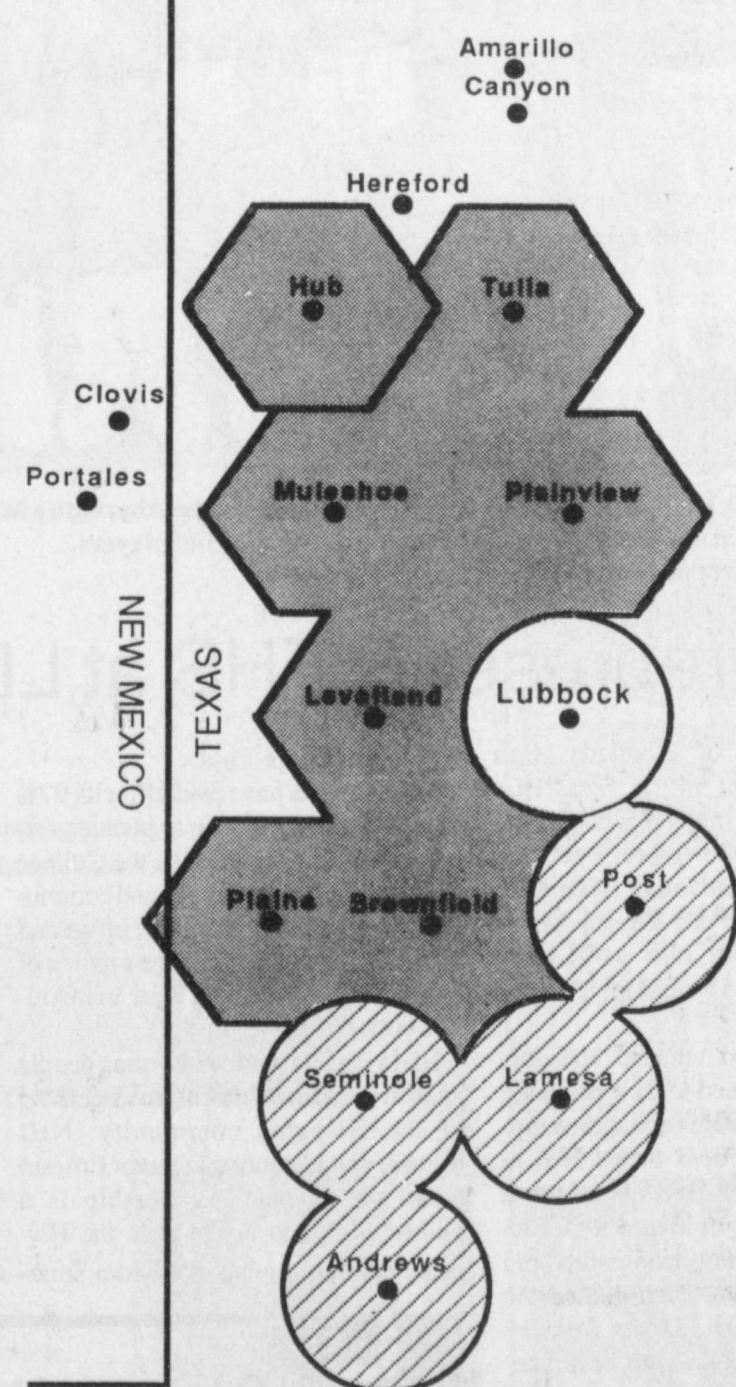 Amarillo
Canyon
Hereford
Hub
Tulia
Clovis
Portales
Muleshoe
Plainview
NEW MEXICO
TEXAS
Levelland
Lubbock
Plains
Brownfield
Post
Seminole
Lamesa
Andrews